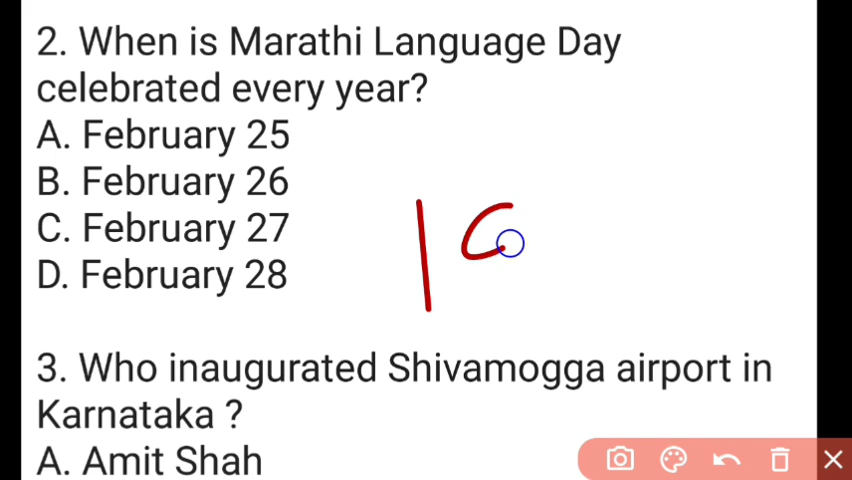 2. When is Marathi Language Day
celebrated every year?
A. February 25
B. February 26
C. February 27
D. February 28
3. Who inaugurated Shivamogga airport in
Karnataka ?
A. Amit Shah